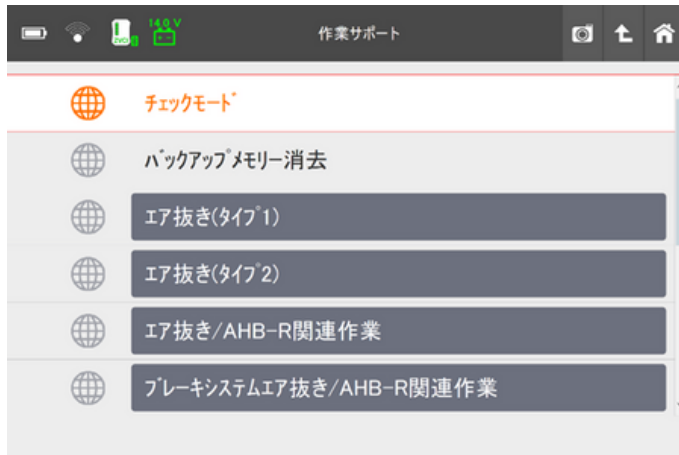 14.0 V
EVO
作業サポート
チェックモード
バックアップメモリー消去
エア抜き(タイプ1)
エア抜き(タイプ2)
エア抜き/AHB-R関連作業
ブレーキシステムエア抜き/AHB-R関連作業